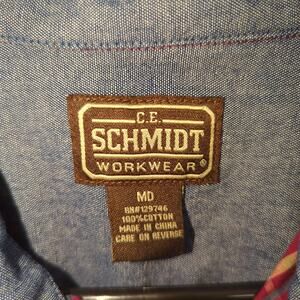 C.E.
SCHMIDT
WORKWEAR®
MD
RN#129746
100%COTTON
MADE IN CHINA
CARE ON REVERSE